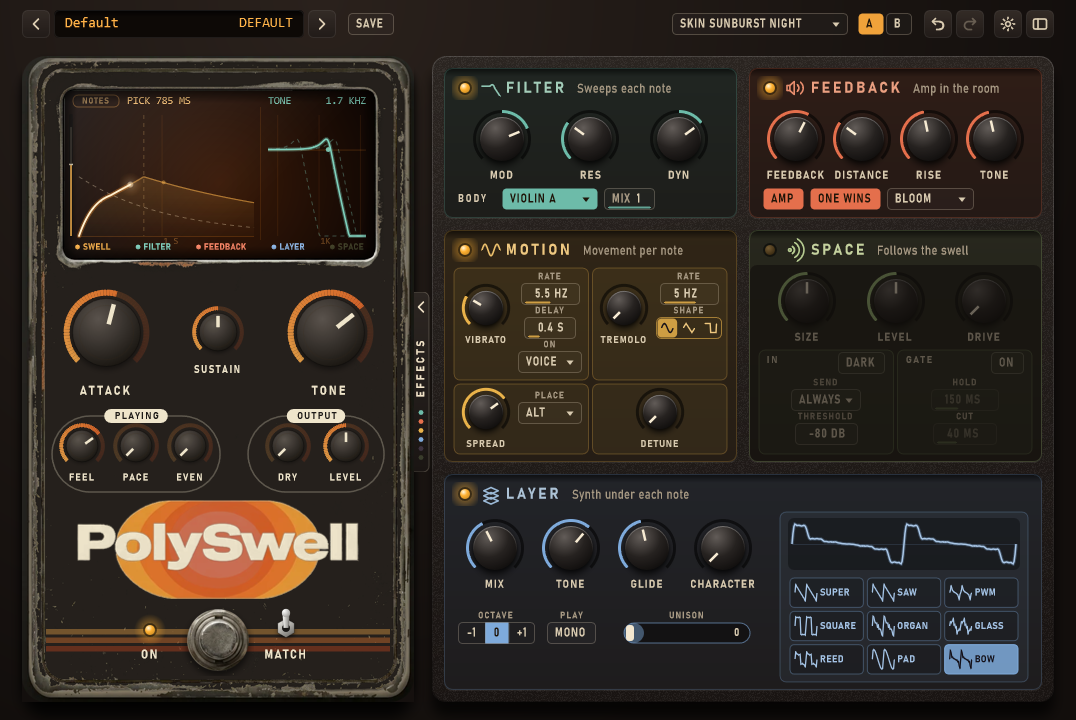 Default DEFAULT
SAVE
SKIN SUNBURST NIGHT
A B
NOTES PICK 785 MS TONE 1.7 KHZ
1K
SWELL FILTER FEEDBACK LAYER SPACE
ATTACK
SUSTAIN
TONE
PLAYING
FEEL PACE EVEN
OUTPUT
DRY LEVEL
PolySwell
ON
MATCH
EFFECTS
FILTER Sweeps each note
MOD RES DYN
BODY VIOLIN A MIX 1
FEEDBACK Amp in the room
FEEDBACK DISTANCE RISE TONE
AMP ONE WINS BLOOM
MOTION Movement per note
VIBRATO
RATE
5.5 HZ
DELAY
0.4 S
ON
VOICE
TREMOLO
RATE
5 HZ
SHAPE
SPREAD
PLACE
ALT
DETUNE
SPACE Follows the swell
SIZE LEVEL DRIVE
IN DARK
SEND
ALWAYS
THRESHOLD
-80 DB
GATE ON
HOLD
150 MS
CUT
40 MS
LAYER Synth under each note
MIX TONE GLIDE CHARACTER
OCTAVE
-1 0 +1
PLAY
MONO
UNISON
0
SUPER SAW PWM
SQUARE ORGAN GLASS
REED PAD BOW